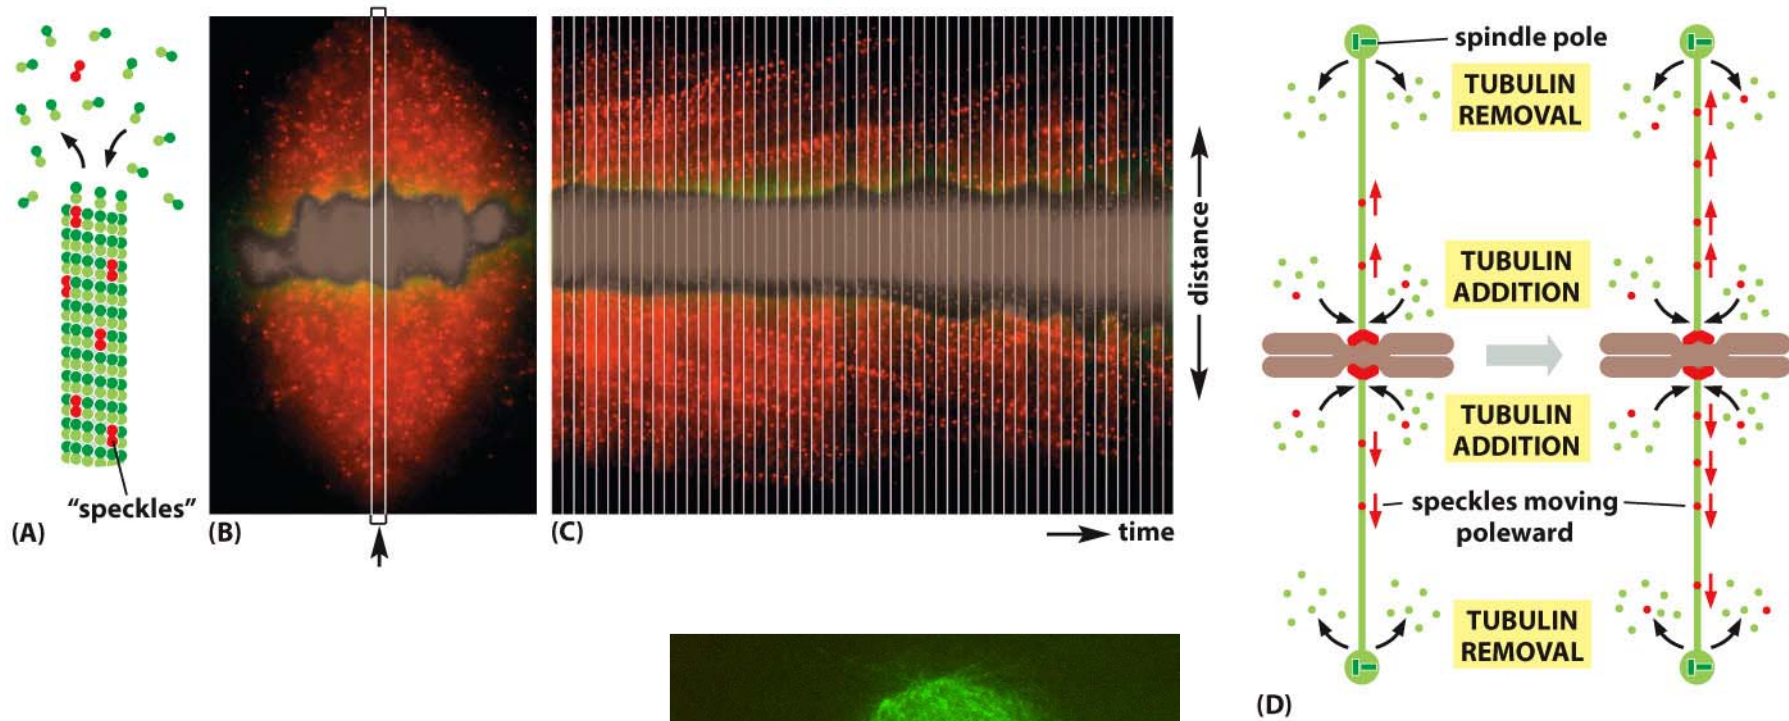 "speckles"
(A)
(B)
(C)
time
distance
spindle pole
TUBULIN
REMOVAL
TUBULIN
ADDITION
TUBULIN
ADDITION
speckles moving
poleward
TUBULIN
REMOVAL
(D)